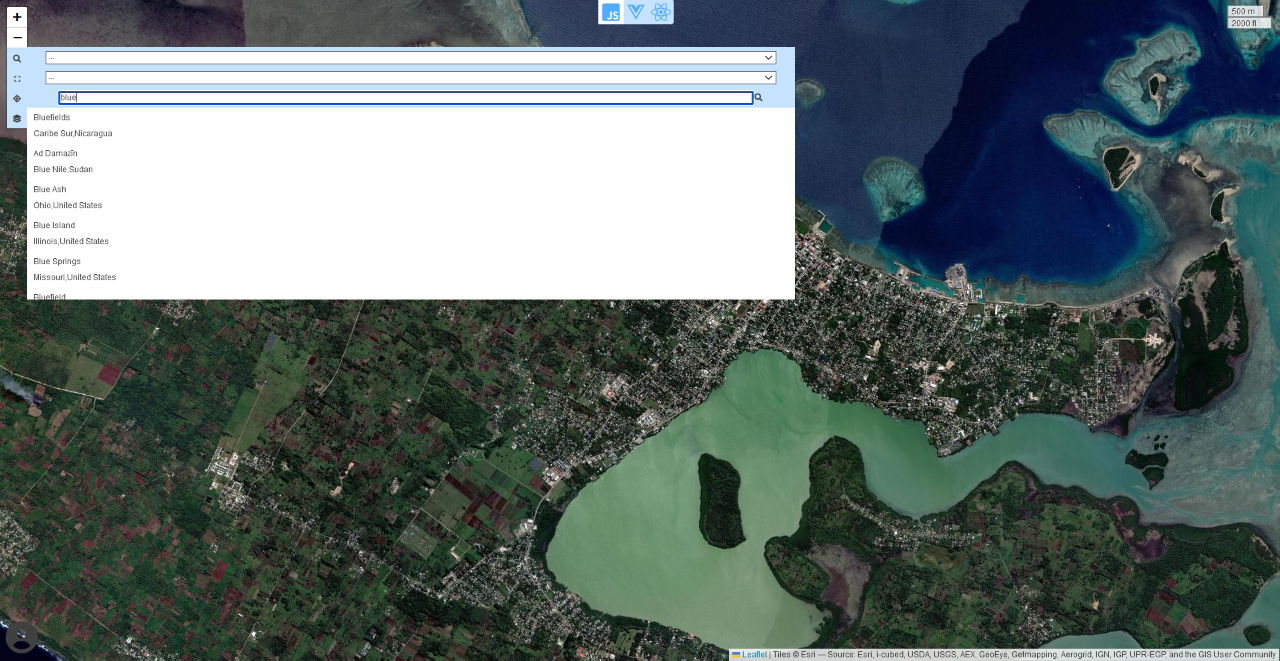 +
JS
500 m
2000 ft
−
...
...
blue
Bluefields
Caribe Sur,Nicaragua
Ad Damazīn
Blue Nile,Sudan
Blue Ash
Ohio,United States
Blue Island
Illinois,United States
Blue Springs
Missouri,United States
Bluefield
Leaflet | Tiles © Esri — Source: Esri, i-cubed, USDA, USGS, AEX, GeoEye, Getmapping, Aerogrid, IGN, IGP, UPR-EGP, and the GIS User Community